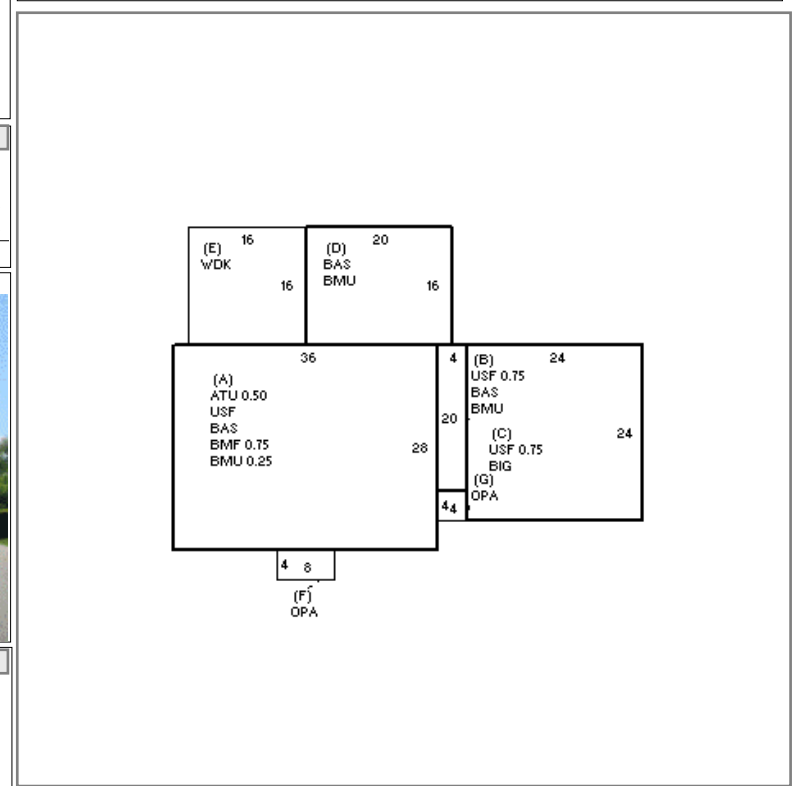 (E)
16
WDK
16
(D)
20
BAS
BMU
16
36
(A)
ATU 0.50
USF
BAS
BMF 0.75
BMU 0.25
28
4
20
(B)
24
USF 0.75
BAS
BMU
24
(C)
USF 0.75
BIG
(G)
OPA
4
4
4
8
(F)
OPA